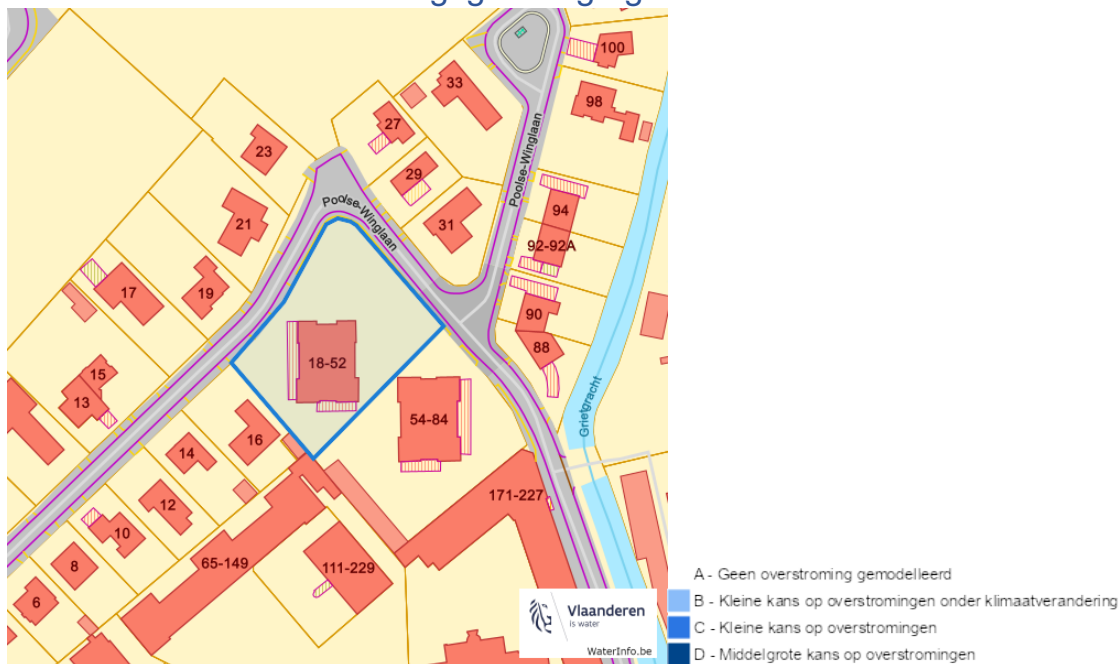 100
33
98
27
23
29
Poolse-Winglaan
94
Poolse-Winglaan
31
21
92-92A
19
17
90
88
18-52
15
13
54-84
Grietgracht
16
14
171-227
12
10
65-149
111-229
8
6
Vlaanderen
is water
WaterInfo.be
A - Geen overstroming gemodelleerd
B - Kleine kans op overstromingen onder klimaatverandering
C - Kleine kans op overstromingen
D - Middelgrote kans op overstromingen